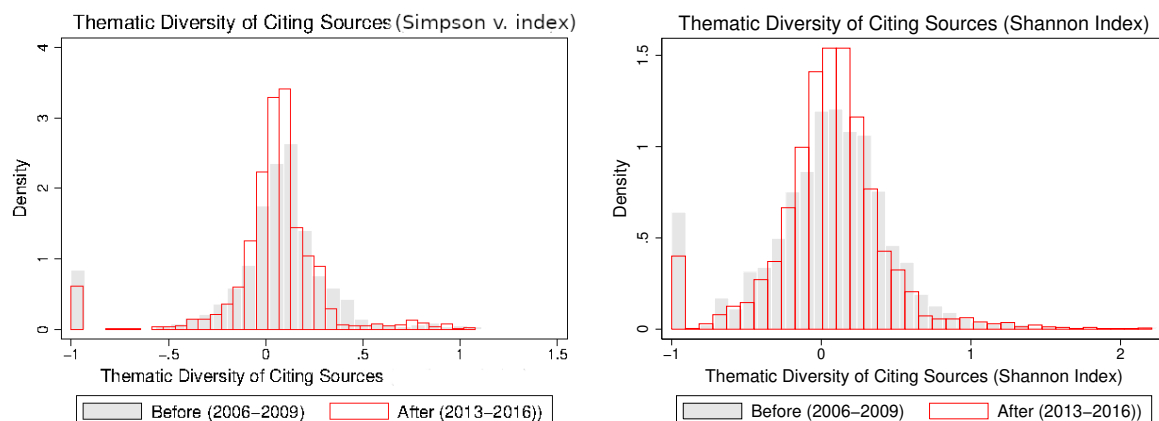 Thematic Diversity of Citing Sources (Simpson v. index)
Density
0
1
2
3
4
−1
−.5
0
.5
1
1.5
Thematic Diversity of Citing Sources
Before (2006−2009)
After (2013−2016))
Thematic Diversity of Citing Sources (Shannon Index)
Density
0
.5
1
1.5
−1
0
1
2
Thematic Diversity of Citing Sources (Shannon Index)
Before (2006−2009)
After (2013−2016))